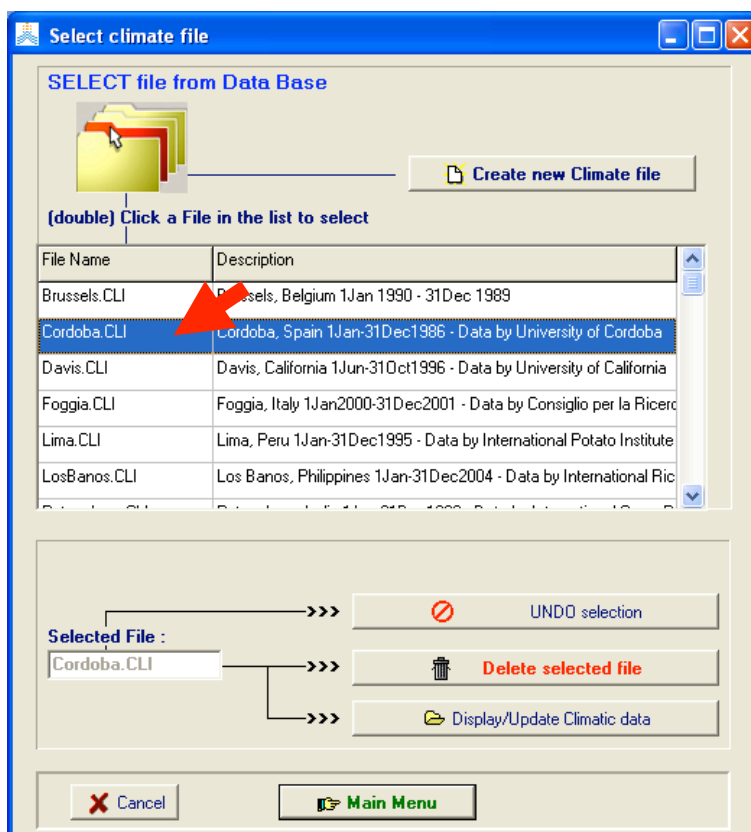 Select climate file
SELECT file from Data Base
Create new Climate file
(double) Click a File in the list to select
File Name Description
Brussels.CLI Brussels, Belgium 1Jan 1990 - 31Dec 1989
Cordoba.CLI Cordoba, Spain 1Jan-31Dec1986 - Data by University of Cordoba
Davis.CLI Davis, California 1Jun-31Oct1996 - Data by University of California
Foggia.CLI Foggia, Italy 1Jan2000-31Dec2001 - Data by Consiglio per la Ricerc
Lima.CLI Lima, Peru 1Jan-31Dec1995 - Data by International Potato Institute
LosBanos.CLI Los Banos, Philippines 1Jan-31Dec2004 - Data by International Ric
>>> UNDO selection
Selected File :
Cordoba.CLI >>> Delete selected file
>>> Display/Update Climatic data
Cancel Main Menu